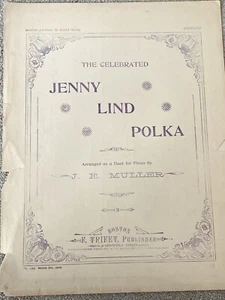 THE CELEBRATED
JENNY
LIND
POLKA
Arranged as a Duet for Piano by
J. E. MULLER
BOSTON
E. TRIFET, PUBLISHER